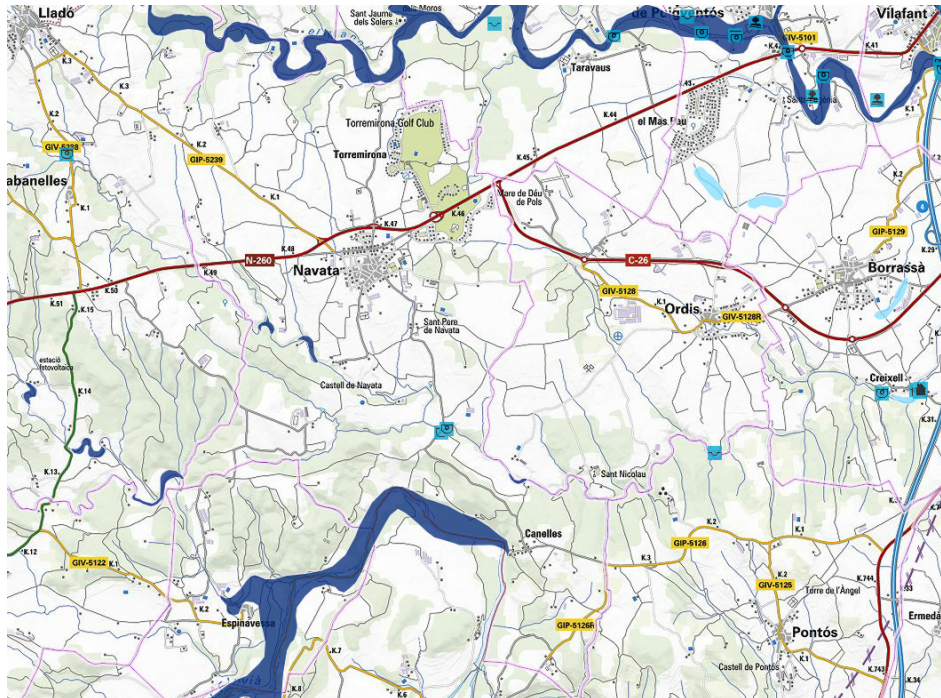 Lladó
Sant Jaume
dels Solers
de Puigventós
GIV-5101
Vilafant
K.41
K.3
K.3
Taravaus
K.44
K.2
K.2
K.1
Torremirona Golf Club
el Mas Pau
Torremirona
GIP-5239
K.45
K.2
abanelles
K.1
K.1
Mare de Déu
de Pols
K.46
K.47
K.48
GIP-5129
K.29
N-260
Navata
C-26
Borrassà
K.49
K.50
K.51
K.15
GIV-5128
K.1
Ordis
GIV-5128R
Sant Pere
de Navata
estació
fotovoltaica
Creixell
Castell de Navata
K.14
K.31
K.13
Sant Nicolau
K.12
Canelles
K.2
GIP-5126
K.1
GIV-5122
K.1
K.3
K.2
GIV-5125
K.744
Torre de l'Àngel
K.2
Espinavessa
GIP-5126R
Pontós
Ermedà
K.7
K.1
Castell de Pontós
K.743
K.8
K.6
K.34